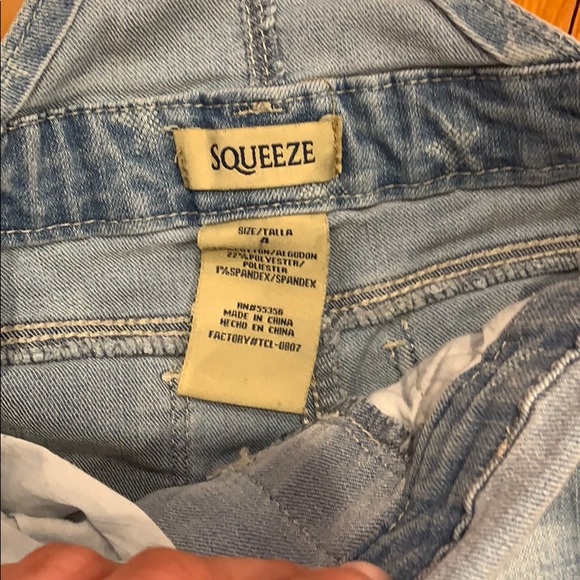 SQUEEZE
SIZE/TALLA
COTTON/ALGODON
22%POLYESTER/
POLIESTER
1%SPANDEX/SPANDEX
RN#55356
MADE IN CHINA
HECHO EN CHINA
FACTORY#TCL-0807